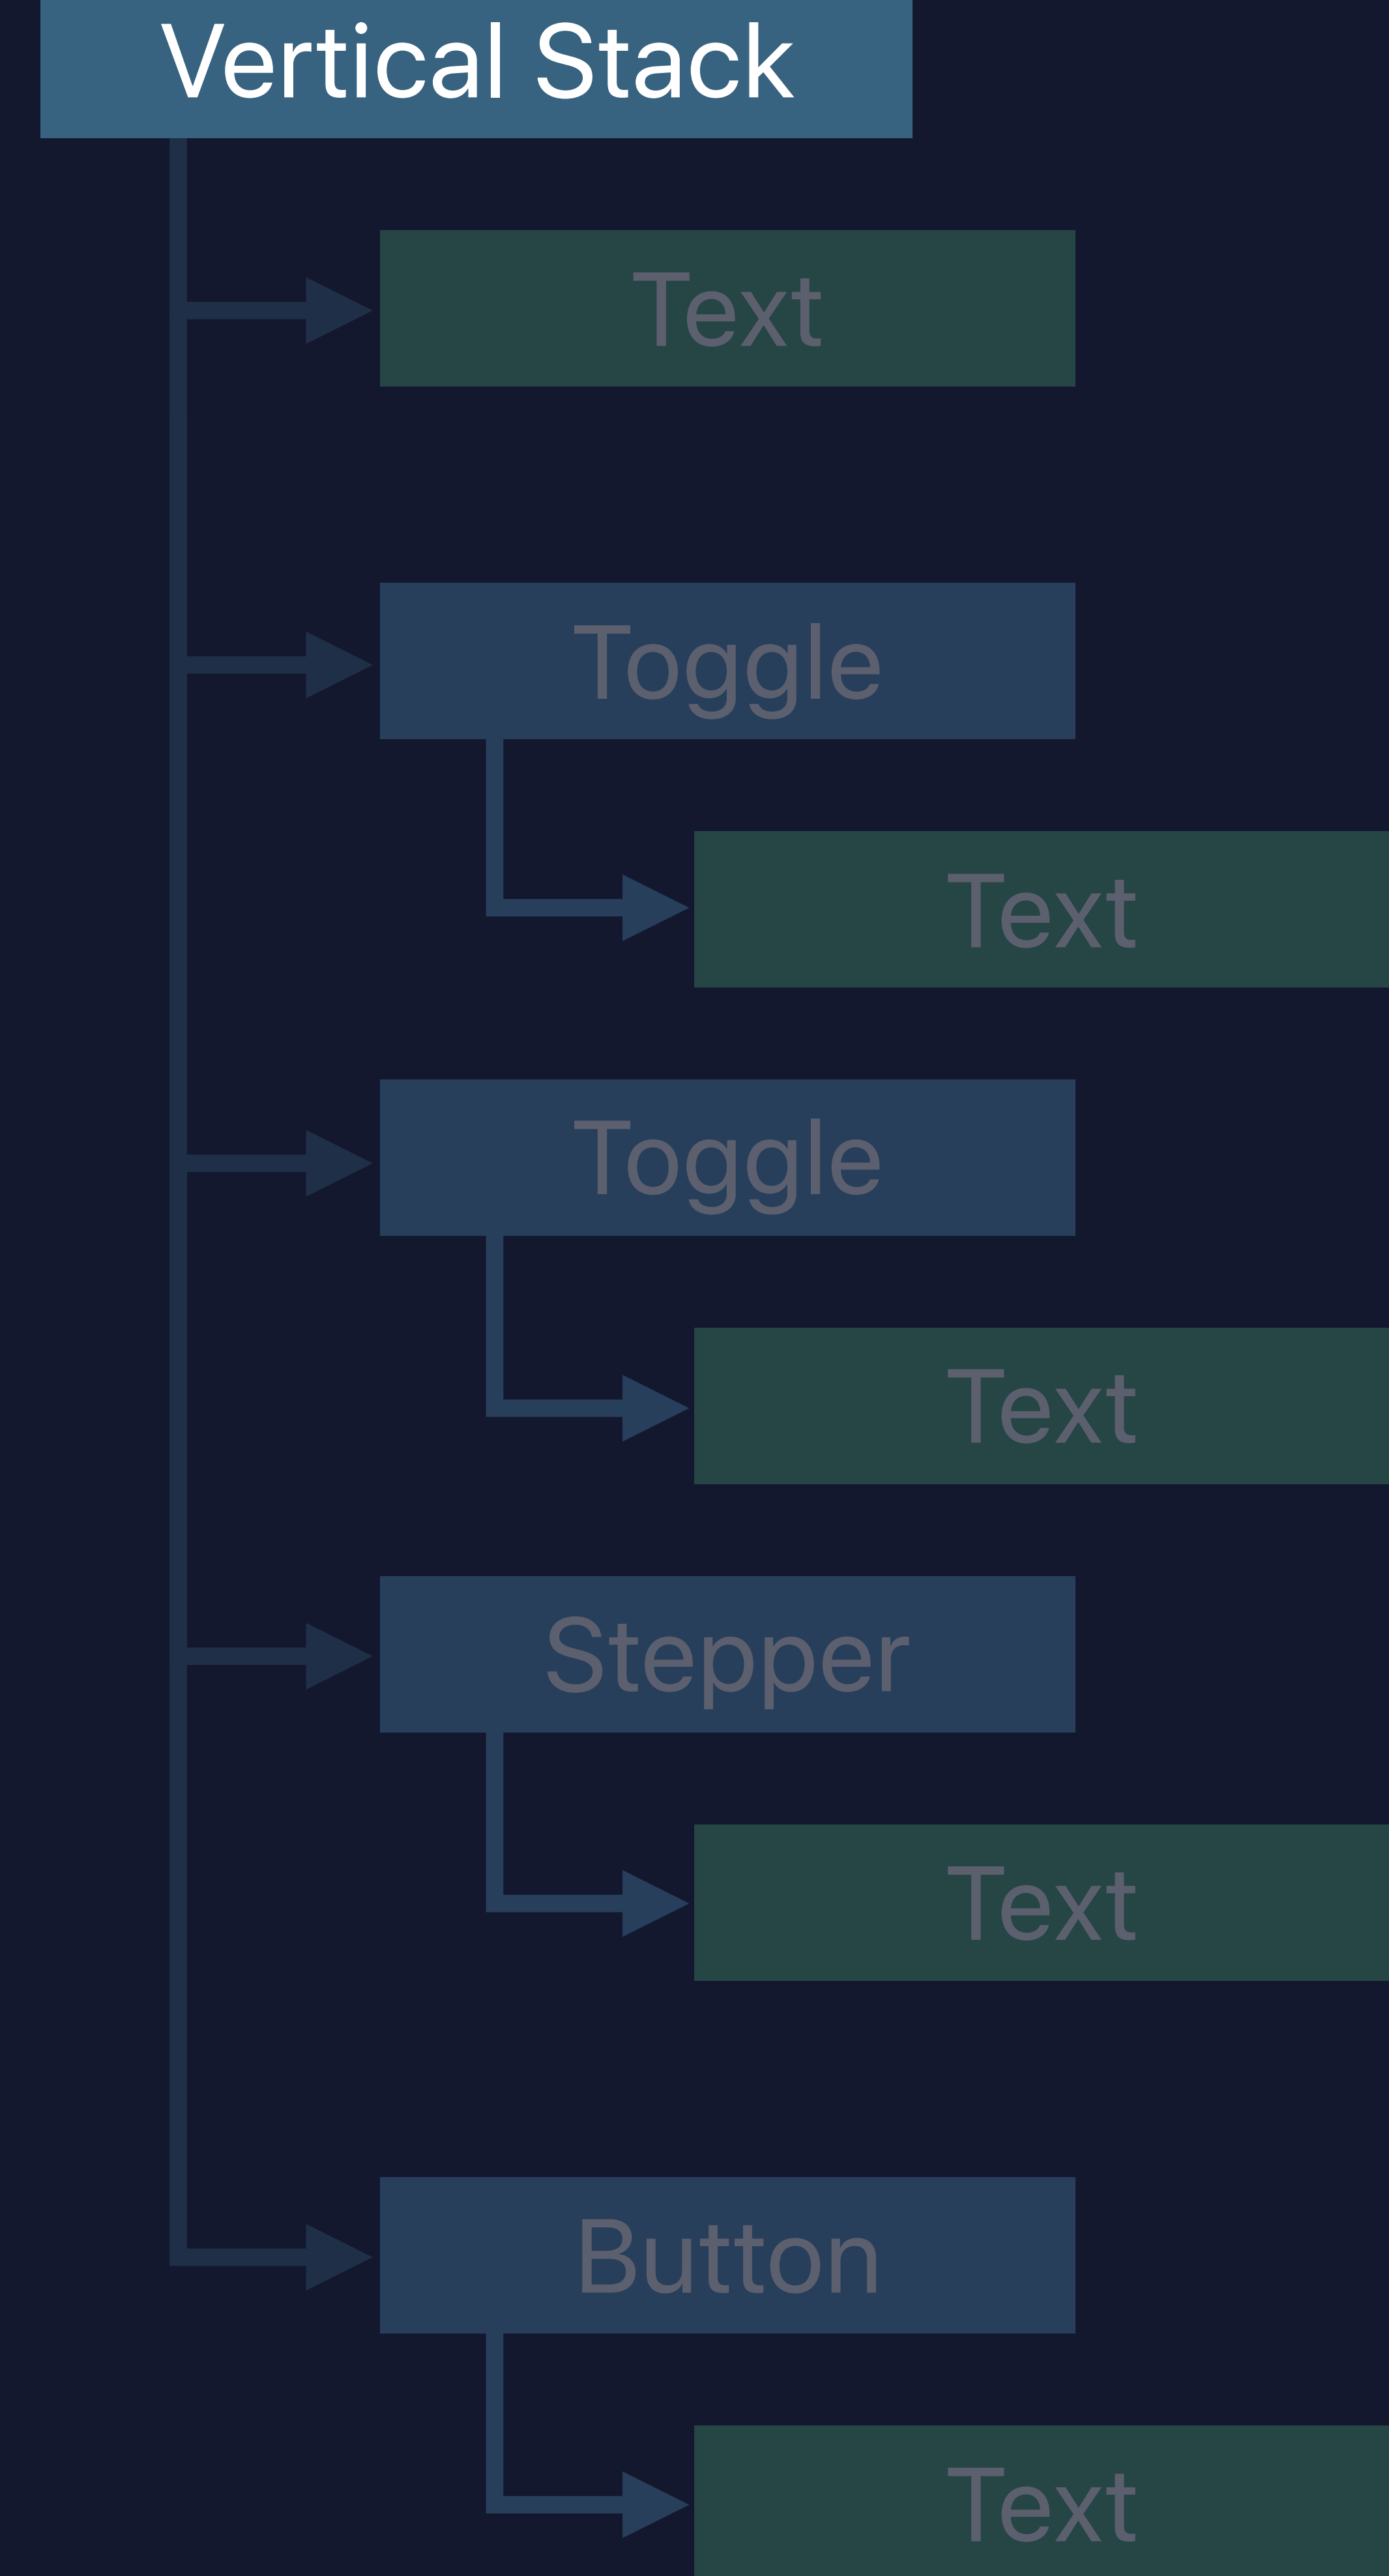 Vertical Stack
Text
Toggle
Text
Toggle
Text
Stepper
Text
Button
Text